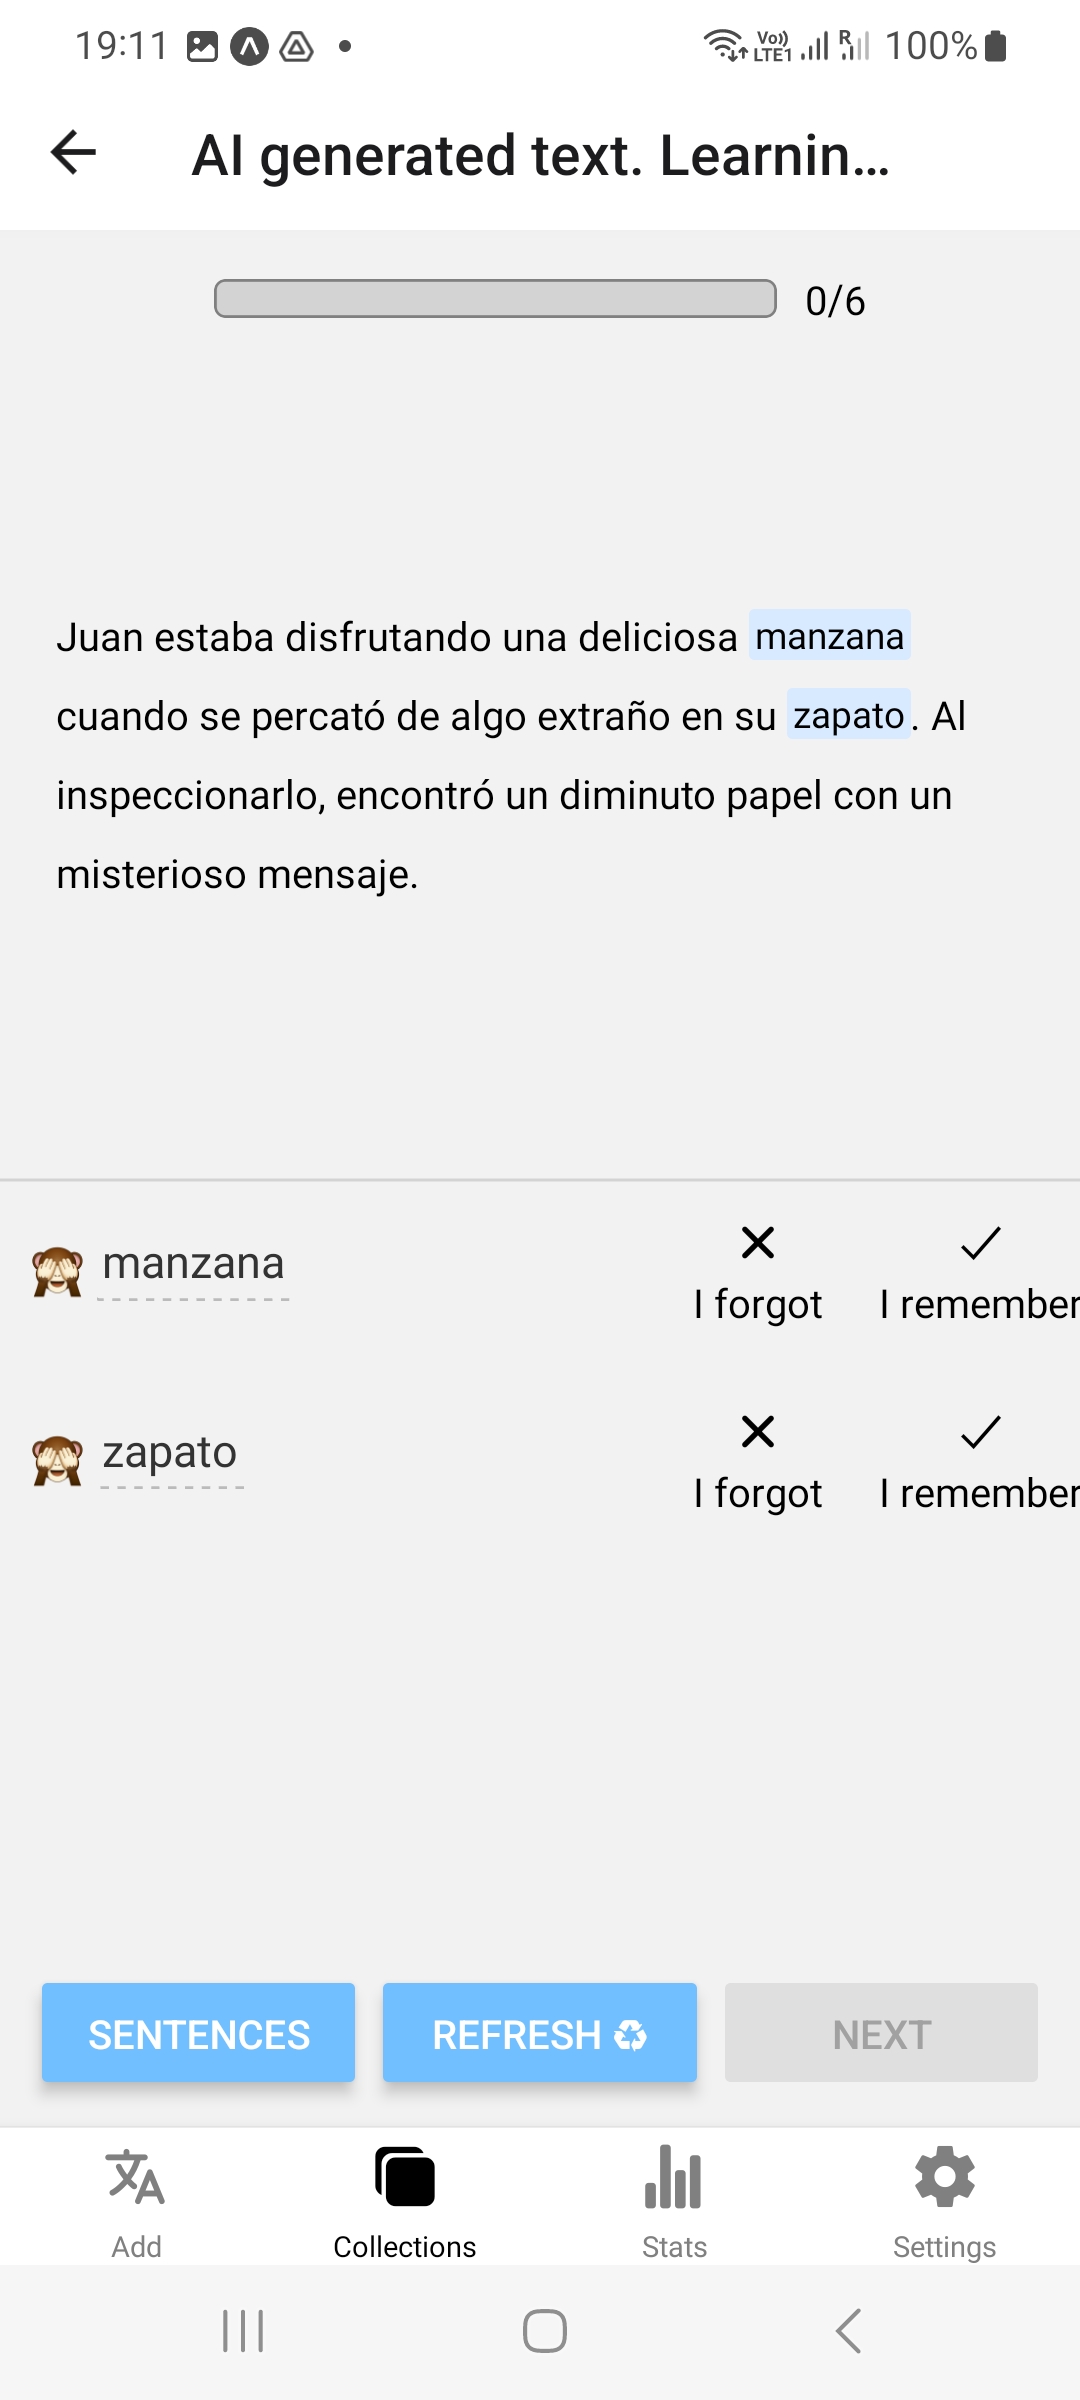 19:11 Vo)) LTE1 R 100%
AI generated text. Learnin...
0/6
Juan estaba disfrutando una deliciosa manzana
cuando se percató de algo extraño en su zapato. Al
inspeccionarlo, encontró un diminuto papel con un
misterioso mensaje.
manzana
I forgot I remember
zapato
I forgot I remember
SENTENCES REFRESH NEXT
Add Collections Stats Settings